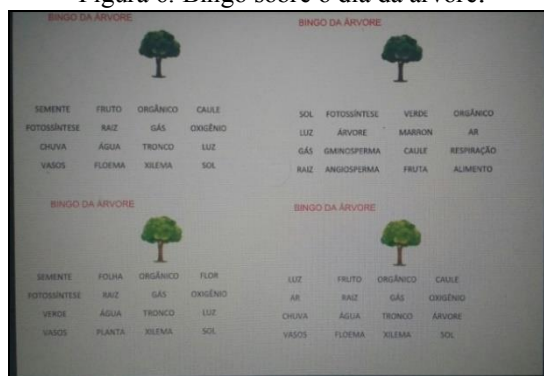 Figura 6: Bingo sobre o dia da árvore.
BINGO DA ÁRVORE
SEMENTE FRUTO ORGÂNICO CAULE
FOTOSSÍNTESE RAIZ GÁS OXIGÊNIO
CHUVA ÁGUA TRONCO LUZ
VASOS FLOEMA XILEMA SOL
BINGO DA ÁRVORE
SOL FOTOSSÍNTESE VERDE ORGÂNICO
LUZ ÁRVORE MARRON AR
GÁS GMINOSPERMA CAULE RESPIRAÇÃO
RAIZ ANGIOSPERMA FRUTA ALIMENTO
BINGO DA ÁRVORE
SEMENTE FOLHA ORGÂNICO FLOR
FOTOSSÍNTESE RAIZ GÁS OXIGÊNIO
VERDE ÁGUA TRONCO LUZ
VASOS PLANTA XILEMA SOL
BINGO DA ÁRVORE
LUZ FRUTO ORGÂNICO CAULE
AR RAIZ GÁS OXIGÊNIO
CHUVA ÁGUA TRONCO ÁRVORE
VASOS FLOEMA XILEMA SOL